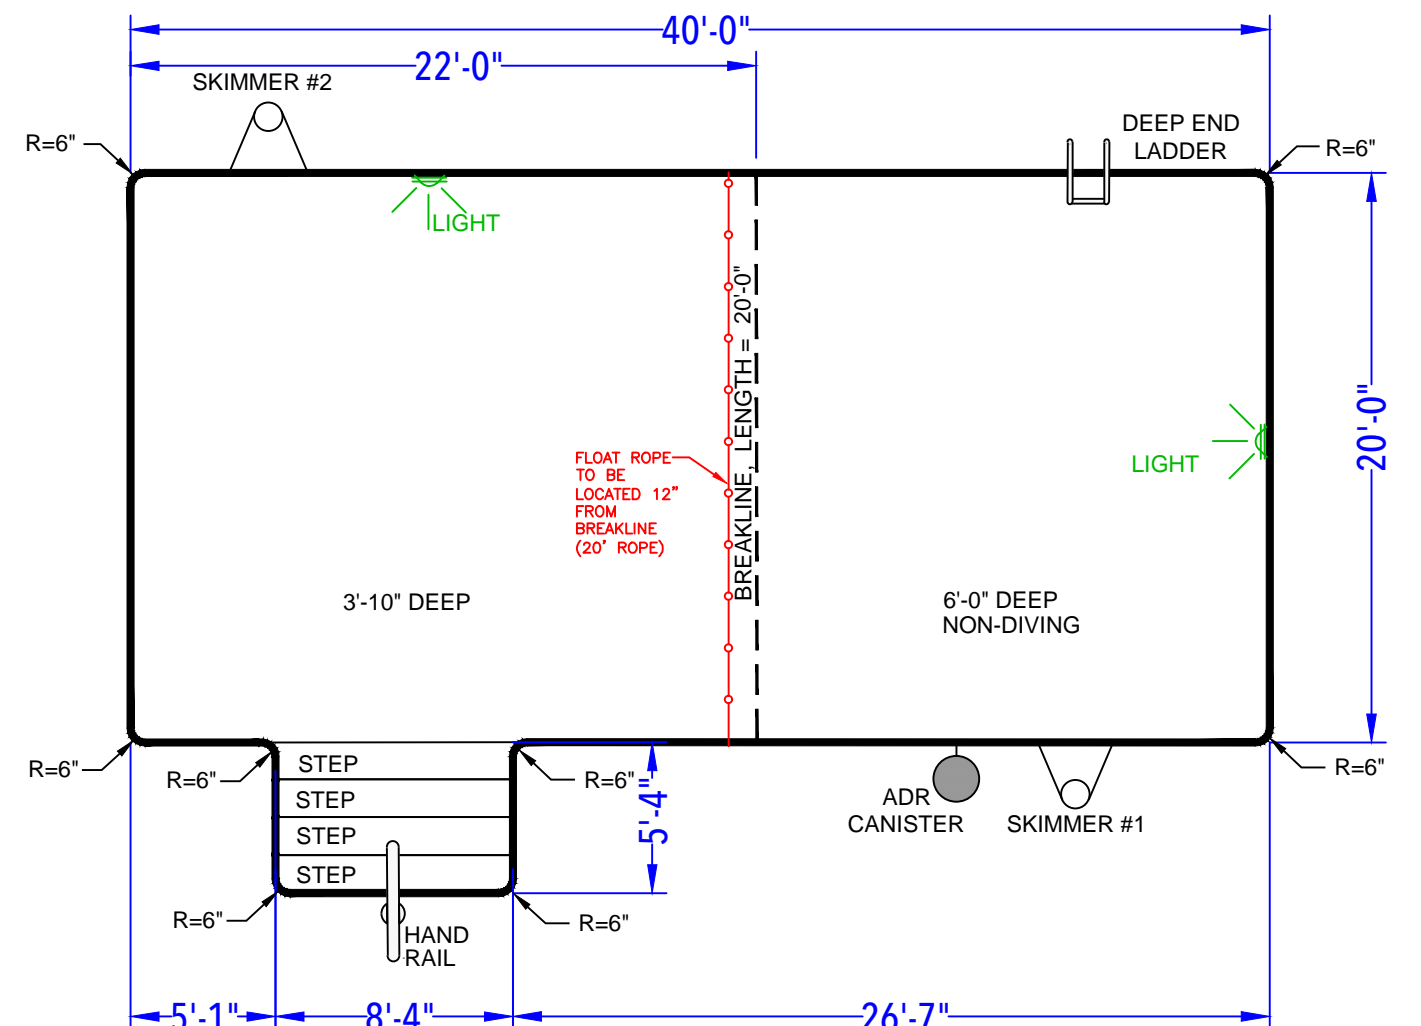 40'-0"
22'-0"
SKIMMER #2
DEEP END
LADDER
R=6"
R=6"
LIGHT
BREAKLINE, LENGTH = 20'-0"
20'-0"
LIGHT
FLOAT ROPE
TO BE
LOCATED 12"
FROM
BREAKLINE
(20' ROPE)
3'-10" DEEP
6'-0" DEEP
NON-DIVING
R=6"
R=6"
STEP
R=6"
R=6"
STEP
5'-4"
ADR
CANISTER
SKIMMER #1
STEP
STEP
R=6"
R=6"
HAND
RAIL
5'-1"
8'-4"
26'-7"